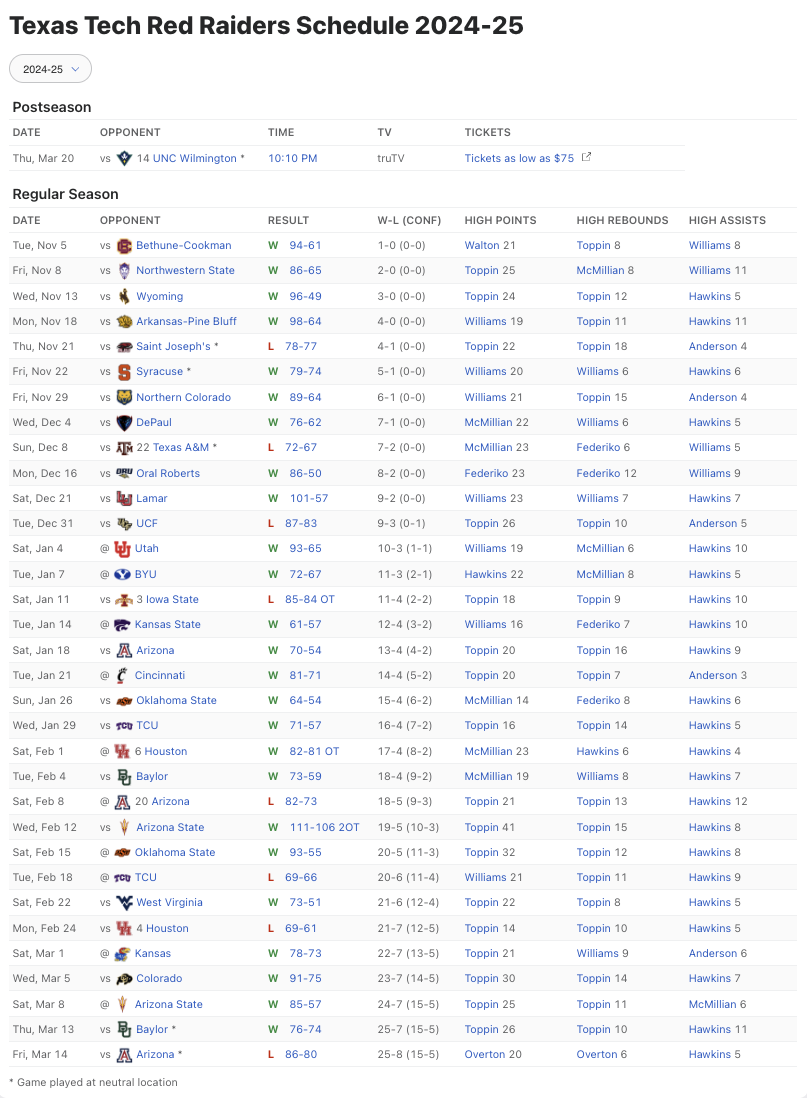 Texas Tech Red Raiders Schedule 2024-25
2024-25
Postseason
DATE OPPONENT TIME TV TICKETS
Thu, Mar 20 vs 14 UNC Wilmington * 10:10 PM truTV Tickets as low as $75
Regular Season
DATE OPPONENT RESULT W-L (CONF) HIGH POINTS HIGH REBOUNDS HIGH ASSISTS
Tue, Nov 5 vs Bethune-Cookman W 94-61 1-0 (0-0) Walton 21 Toppin 8 Williams 8
Fri, Nov 8 vs Northwestern State W 86-65 2-0 (0-0) Toppin 25 McMillian 8 Williams 11
Wed, Nov 13 vs Wyoming W 96-49 3-0 (0-0) Toppin 24 Toppin 12 Hawkins 5
Mon, Nov 18 vs Arkansas-Pine Bluff W 98-64 4-0 (0-0) Williams 19 Toppin 11 Hawkins 11
Thu, Nov 21 vs Saint Joseph's * L 78-77 4-1 (0-0) Toppin 22 Toppin 18 Anderson 4
Fri, Nov 22 vs Syracuse * W 79-74 5-1 (0-0) Williams 20 Williams 6 Hawkins 6
Fri, Nov 29 vs Northern Colorado W 89-64 6-1 (0-0) Williams 21 Toppin 15 Anderson 4
Wed, Dec 4 vs DePaul W 76-62 7-1 (0-0) McMillian 22 Williams 6 Hawkins 5
Sun, Dec 8 vs 22 Texas A&M * L 72-67 7-2 (0-0) McMillian 23 Federiko 6 Williams 5
Mon, Dec 16 vs Oral Roberts W 86-50 8-2 (0-0) Federiko 23 Federiko 12 Williams 9
Sat, Dec 21 vs Lamar W 101-57 9-2 (0-0) Williams 23 Williams 7 Hawkins 7
Tue, Dec 31 vs UCF L 87-83 9-3 (0-1) Toppin 26 Toppin 10 Anderson 5
Sat, Jan 4 @ Utah W 93-65 10-3 (1-1) Williams 19 McMillian 6 Hawkins 10
Tue, Jan 7 @ BYU W 72-67 11-3 (2-1) Hawkins 22 McMillian 8 Hawkins 5
Sat, Jan 11 vs 3 Iowa State L 85-84 OT 11-4 (2-2) Toppin 18 Toppin 9 Hawkins 10
Tue, Jan 14 @ Kansas State W 61-57 12-4 (3-2) Williams 16 Federiko 7 Hawkins 10
Sat, Jan 18 vs Arizona W 70-54 13-4 (4-2) Toppin 20 Toppin 16 Hawkins 9
Tue, Jan 21 @ Cincinnati W 81-71 14-4 (5-2) Toppin 20 Toppin 7 Anderson 3
Sun, Jan 26 vs Oklahoma State W 64-54 15-4 (6-2) McMillian 14 Federiko 8 Hawkins 6
Wed, Jan 29 vs TCU W 71-57 16-4 (7-2) Toppin 16 Toppin 14 Hawkins 5
Sat, Feb 1 @ 6 Houston W 82-81 OT 17-4 (8-2) McMillian 23 Hawkins 6 Hawkins 4
Tue, Feb 4 vs Baylor W 73-59 18-4 (9-2) McMillian 19 Williams 8 Hawkins 7
Sat, Feb 8 @ 20 Arizona L 82-73 18-5 (9-3) Toppin 21 Toppin 13 Hawkins 12
Wed, Feb 12 vs Arizona State W 111-106 2OT 19-5 (10-3) Toppin 41 Toppin 15 Hawkins 8
Sat, Feb 15 @ Oklahoma State W 93-55 20-5 (11-3) Toppin 32 Toppin 12 Hawkins 8
Tue, Feb 18 @ TCU L 69-66 20-6 (11-4) Williams 21 Toppin 11 Hawkins 9
Sat, Feb 22 vs West Virginia W 73-51 21-6 (12-4) Toppin 22 Toppin 8 Hawkins 5
Mon, Feb 24 vs 4 Houston L 69-61 21-7 (12-5) Toppin 14 Toppin 10 Hawkins 5
Sat, Mar 1 @ Kansas W 78-73 22-7 (13-5) Toppin 21 Williams 9 Anderson 6
Wed, Mar 5 vs Colorado W 91-75 23-7 (14-5) Toppin 30 Toppin 14 Hawkins 7
Sat, Mar 8 @ Arizona State W 85-57 24-7 (15-5) Toppin 25 Toppin 11 McMillian 6
Thu, Mar 13 vs Baylor * W 76-74 25-7 (15-5) Toppin 26 Toppin 10 Hawkins 11
Fri, Mar 14 vs Arizona * L 86-80 25-8 (15-5) Overton 20 Overton 6 Hawkins 5
* Game played at neutral location